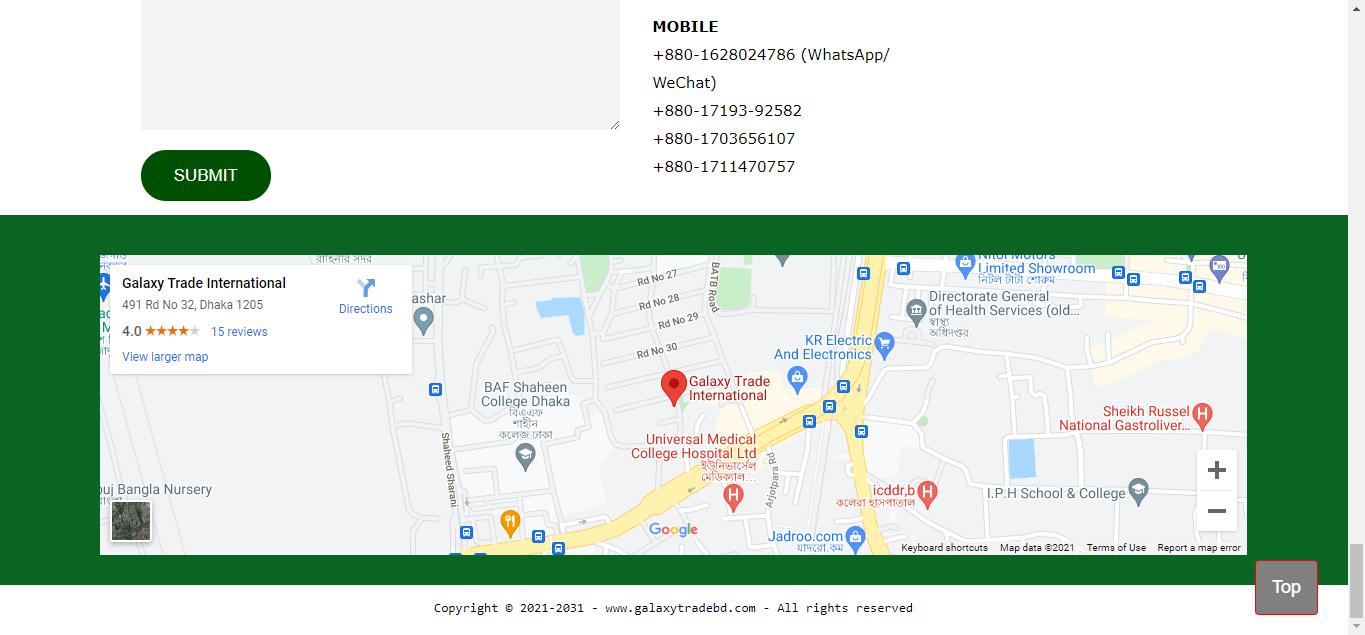 MOBILE
+880-1628024786 (WhatsApp/
WeChat)
+880-17193-92582
+880-1703656107
+880-1711470757
SUBMIT
Galaxy Trade International
491 Rd No 32, Dhaka 1205
4.0
15 reviews
View larger map
Directions
Rd No 27
Rd No 28
Rd No 29
Rd No 30
BATB Road
Limited Showroom
নিটল টাটা শোরুম
Directorate General
of Health Services (old...
স্বাস্থ্য
অধিদপ্তর
KR Electric
And Electronics
Galaxy Trade
International
BAF Shaheen
College Dhaka
বিএএফ
শাহীন
কলেজ ঢাকা
Sheikh Russel
National Gastroliver...
Universal Medical
College Hospital Ltd
ইউনিভার্সেল
মেডিক্যাল...
Shaheed Sharani
Arjotpara Rd
Bangla Nursery
icddr,b
কলেরা হাসপাতাল
I.P.H School & College
Google
Jadroo.com
যাদরো.কম
Keyboard shortcuts
Map data ©2021
Terms of Use
Report a map error
Top
Copyright © 2021-2031 - www.galaxytradebd.com - All rights reserved